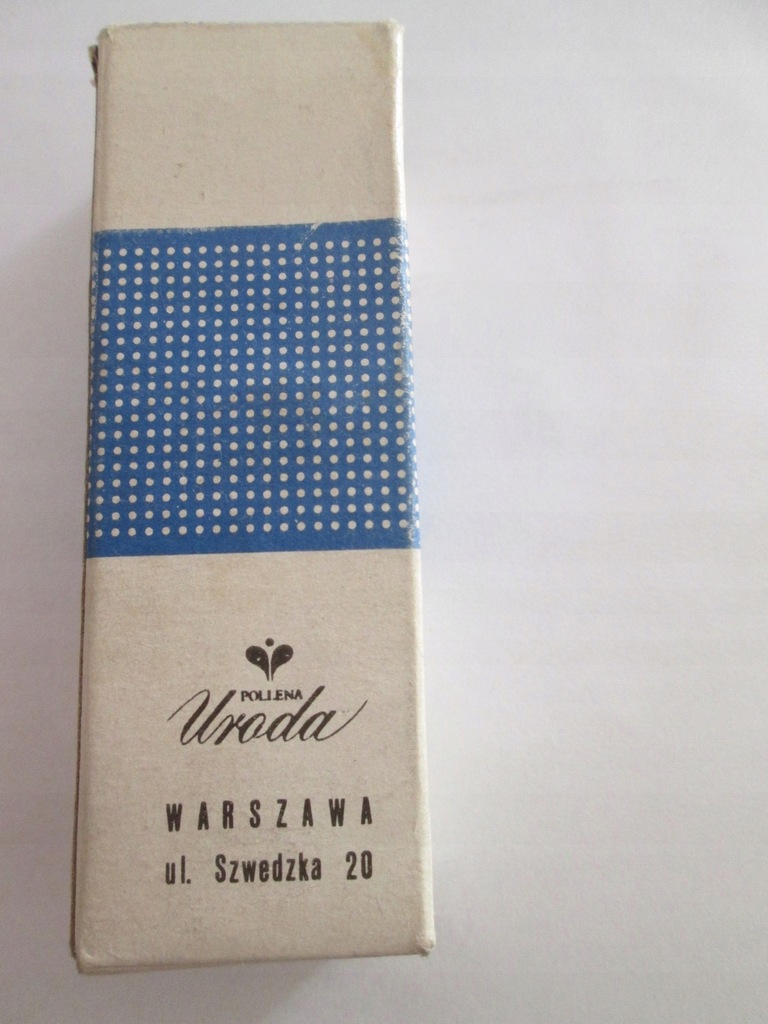 POLLENA
Uroda
WARSZAWA
ul. Szwedzka 20